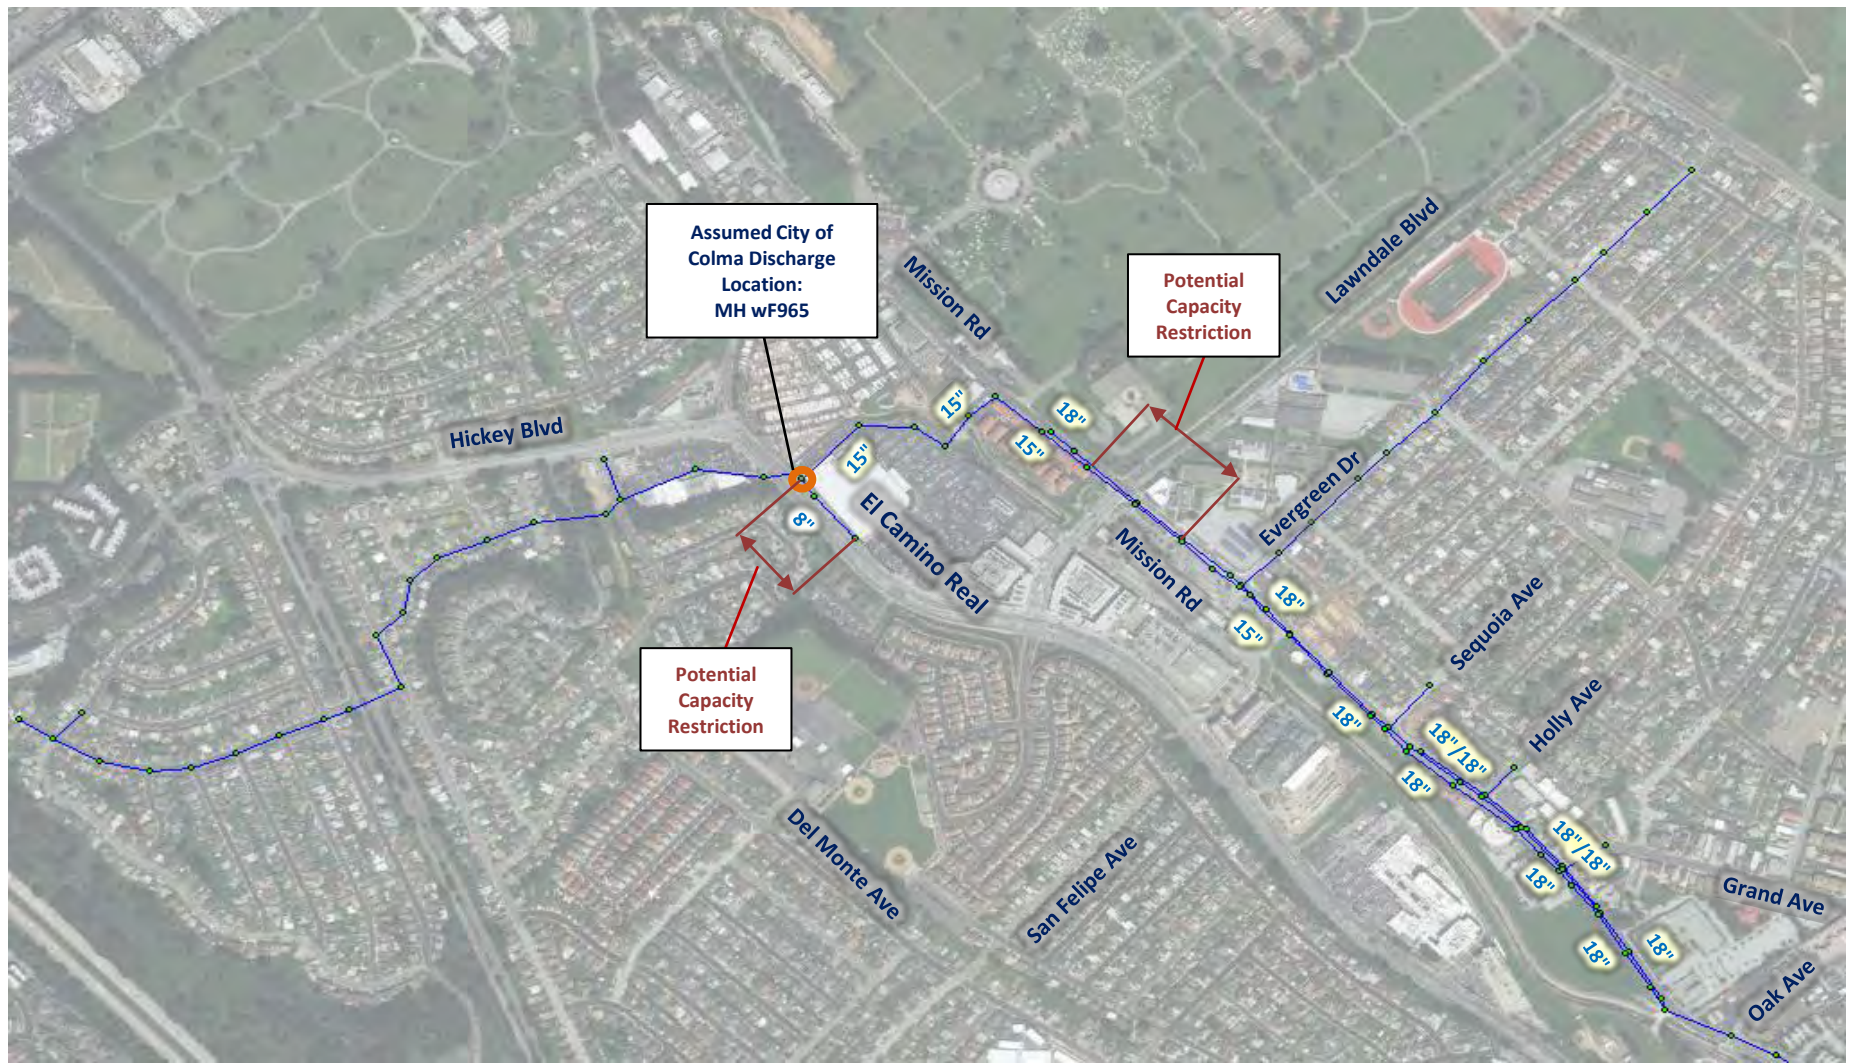 Assumed City of
Colma Discharge
Location:
MH wF965
Mission Rd
Potential
Capacity
Restriction
Lawndale Blvd
Hickey Blvd
15"
15"
18"
15"
8"
El Camino Real
Evergreen Dr
Mission Rd
18"
15"
Sequoia Ave
Potential
Capacity
Restriction
Holly Ave
18"
18"/18"
18"
18"/18"
18"
Del Monte Ave
San Felipe Ave
Grand Ave
18"
18"
Oak Ave